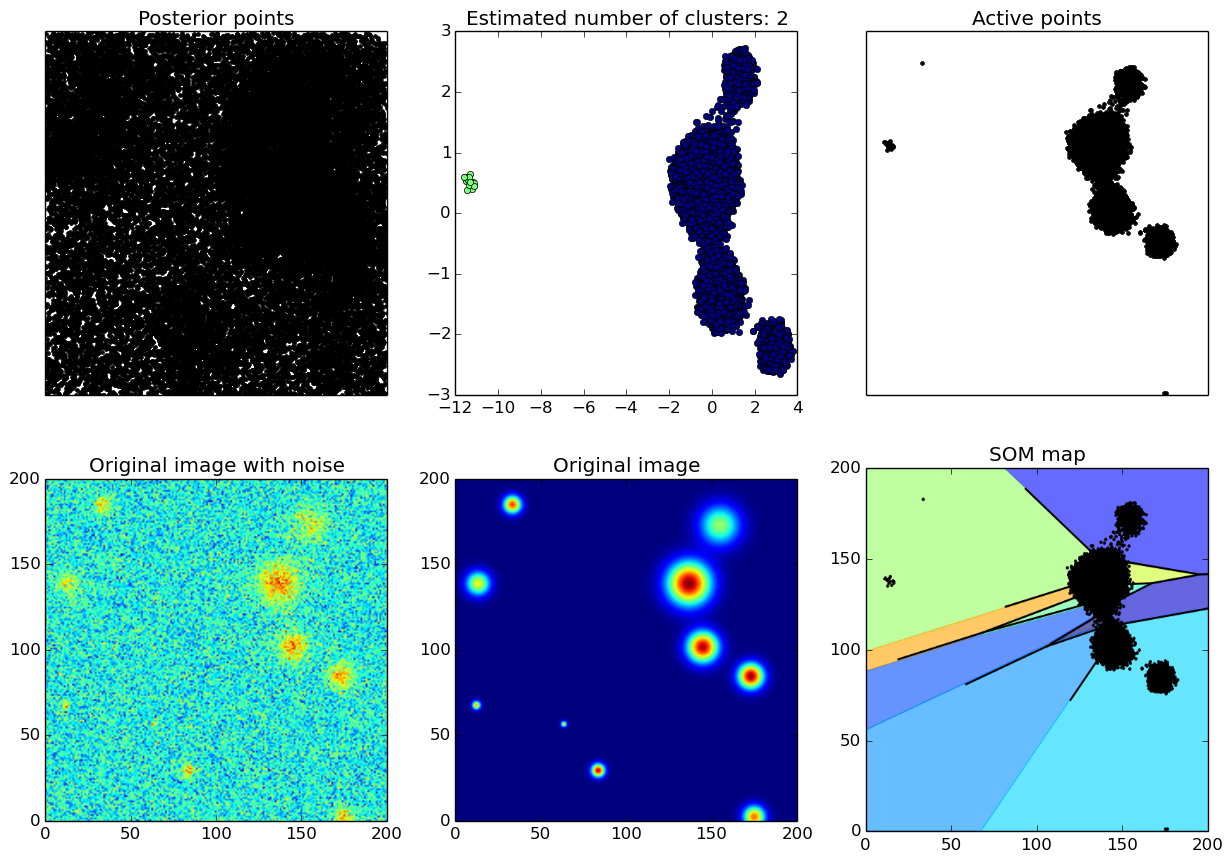 Posterior points
Estimated number of clusters: 2
Active points
3
2
1
0
−1
−2
−3
−12 −10 −8 −6 −4 −2 0 2 4
Original image with noise
Original image
SOM map
200
150
100
50
0
0 50 100 150 200
200
150
100
50
0
0 50 100 150 200
200
150
100
50
0
0 50 100 150 200